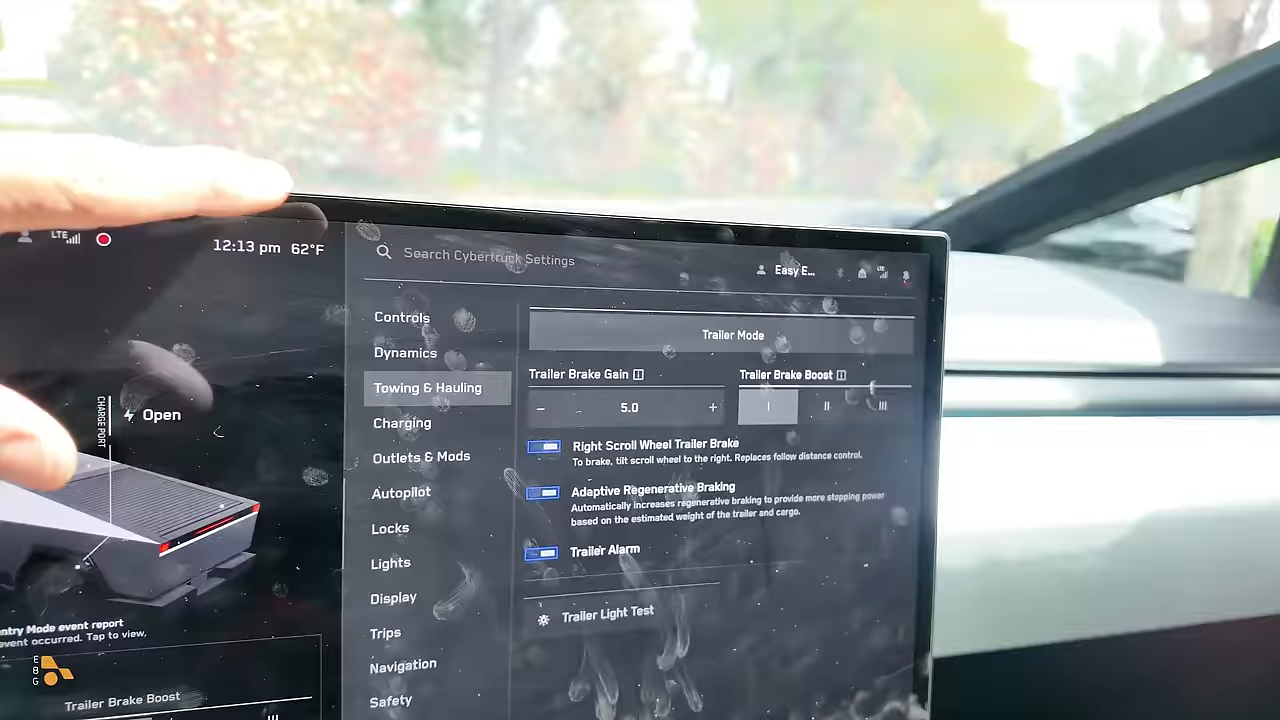 LTE
12:13 pm 62°F
CHARGE PORT
Open
ntry Mode event report
event occurred. Tap to view,
E
B
G
Trailer Brake Boost
III
Search Cybertruck Settings
Easy E...
LTE
Controls
Dynamics
Towing & Hauling
Charging
Outlets & Mods
Autopilot
Locks
Lights
Display
Trips
Navigation
Safety
Trailer Mode
Trailer Brake Gain
Trailer Brake Boost
− 5.0 +
I II III
Right Scroll Wheel Trailer Brake
To brake, tilt scroll wheel to the right. Replaces follow distance control.
Adaptive Regenerative Braking
Automatically increases regenerative braking to provide more stopping power
based on the estimated weight of the trailer and cargo.
Trailer Alarm
Trailer Light Test